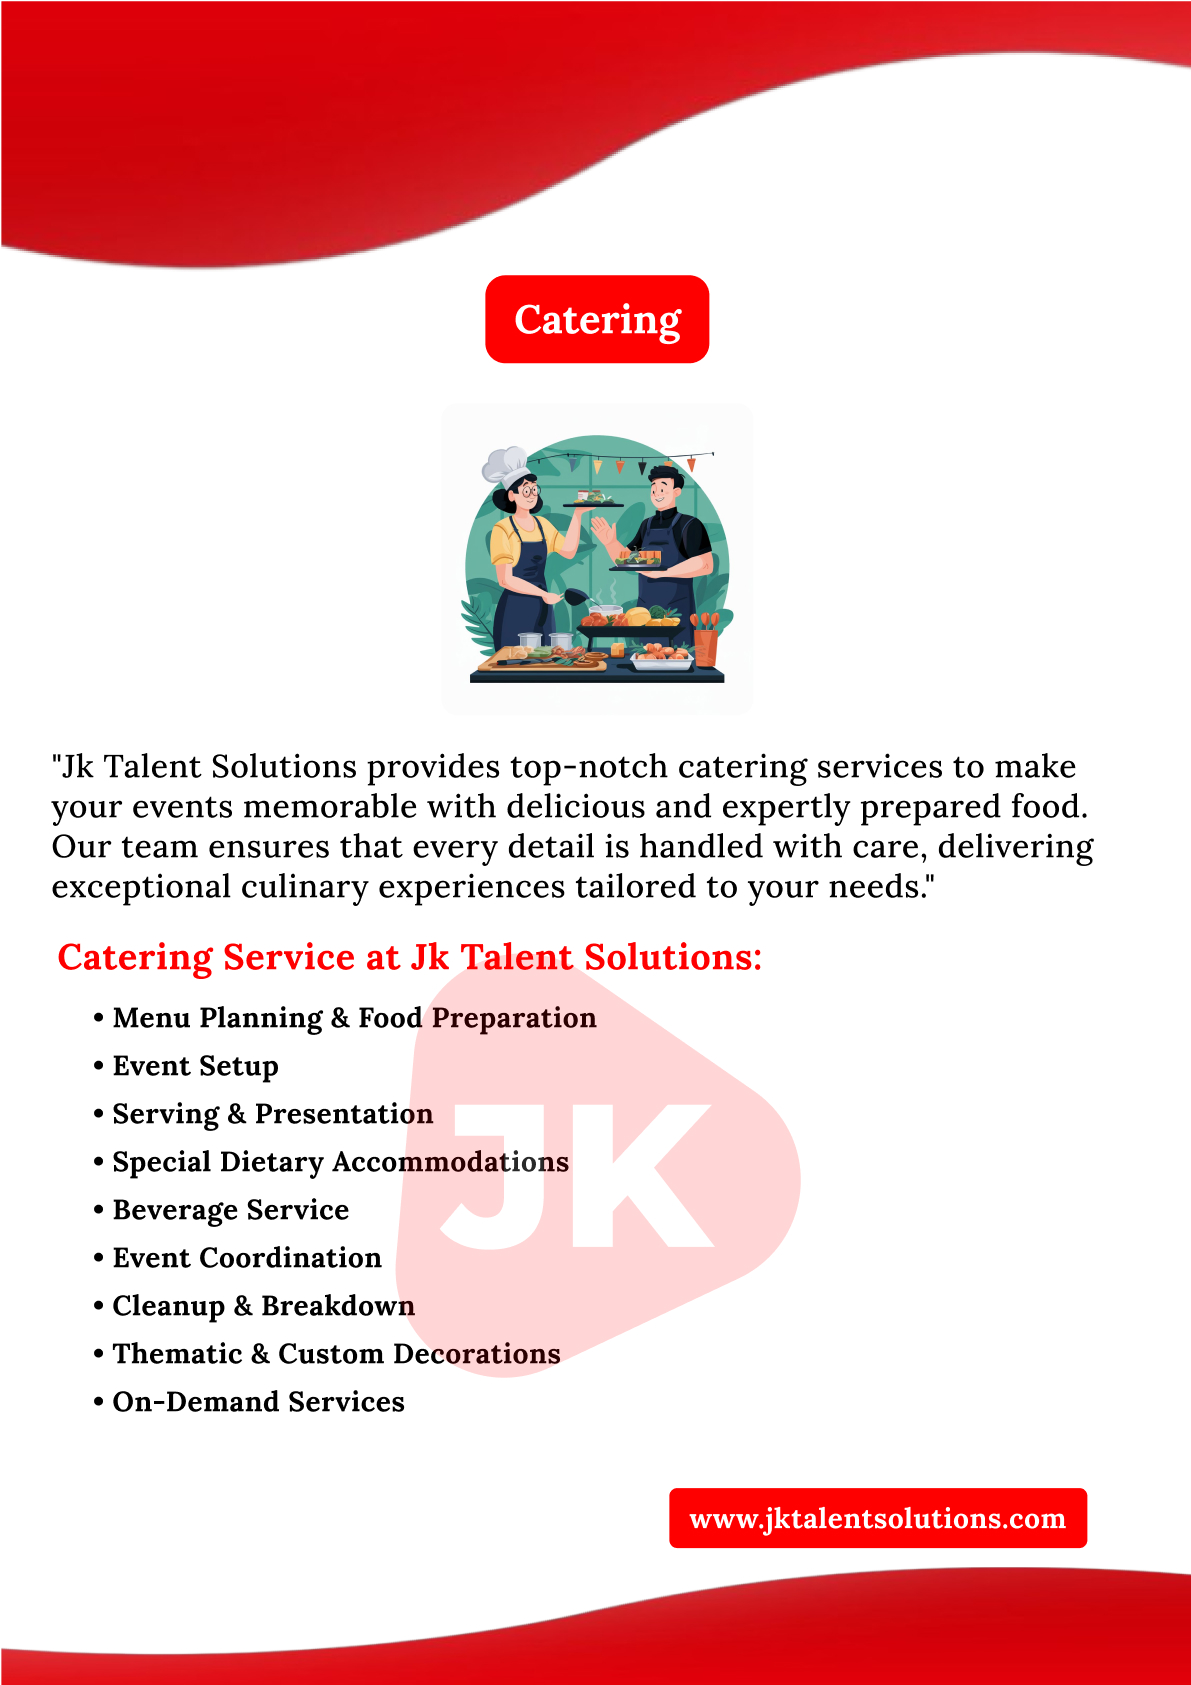 Catering
"Jk Talent Solutions provides top-notch catering services to make
your events memorable with delicious and expertly prepared food.
Our team ensures that every detail is handled with care, delivering
exceptional culinary experiences tailored to your needs."
Catering Service at Jk Talent Solutions:
• Menu Planning & Food Preparation
• Event Setup
• Serving & Presentation
• Special Dietary Accommodations
• Beverage Service
• Event Coordination
• Cleanup & Breakdown
• Thematic & Custom Decorations
• On-Demand Services
JK
www.jktalentsolutions.com